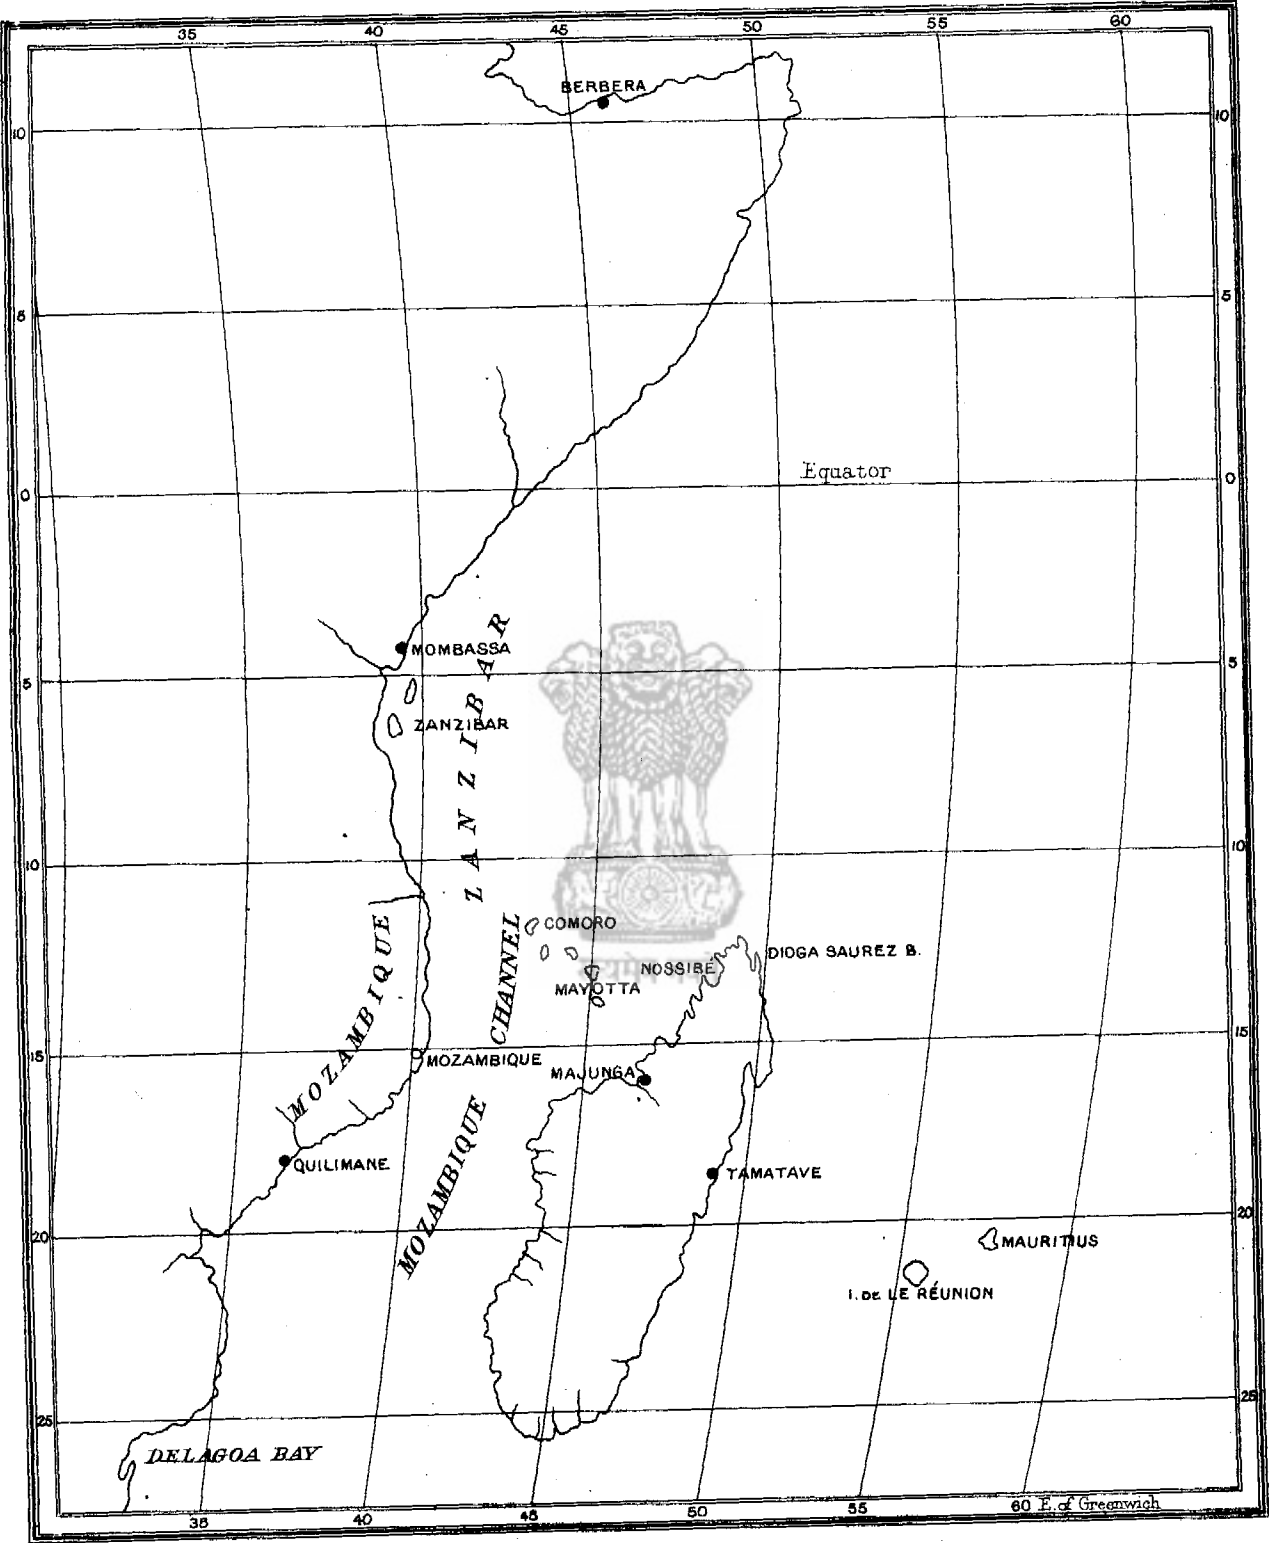 35 40 45 50 55 60
BERBERA
10 10
5 5
Equator
0 0
MOMBASSA
ZANZIBAR
5 5
ZANZIBAR
10 10
COMORO
CHANNEL
DIOGA SAUREZ B.
NOSSIBÉ
MAYOTTA
MOZAMBIQUE
15 15
MOZAMBIQUE
MAJUNGA
MOZAMBIQUE
QUILIMANE
TAMATAVE
20 20
MAURITIUS
I. DE LE RÉUNION
25 25
DELAGOA BAY
38 40 45 50 55 60 E. of Greenwich